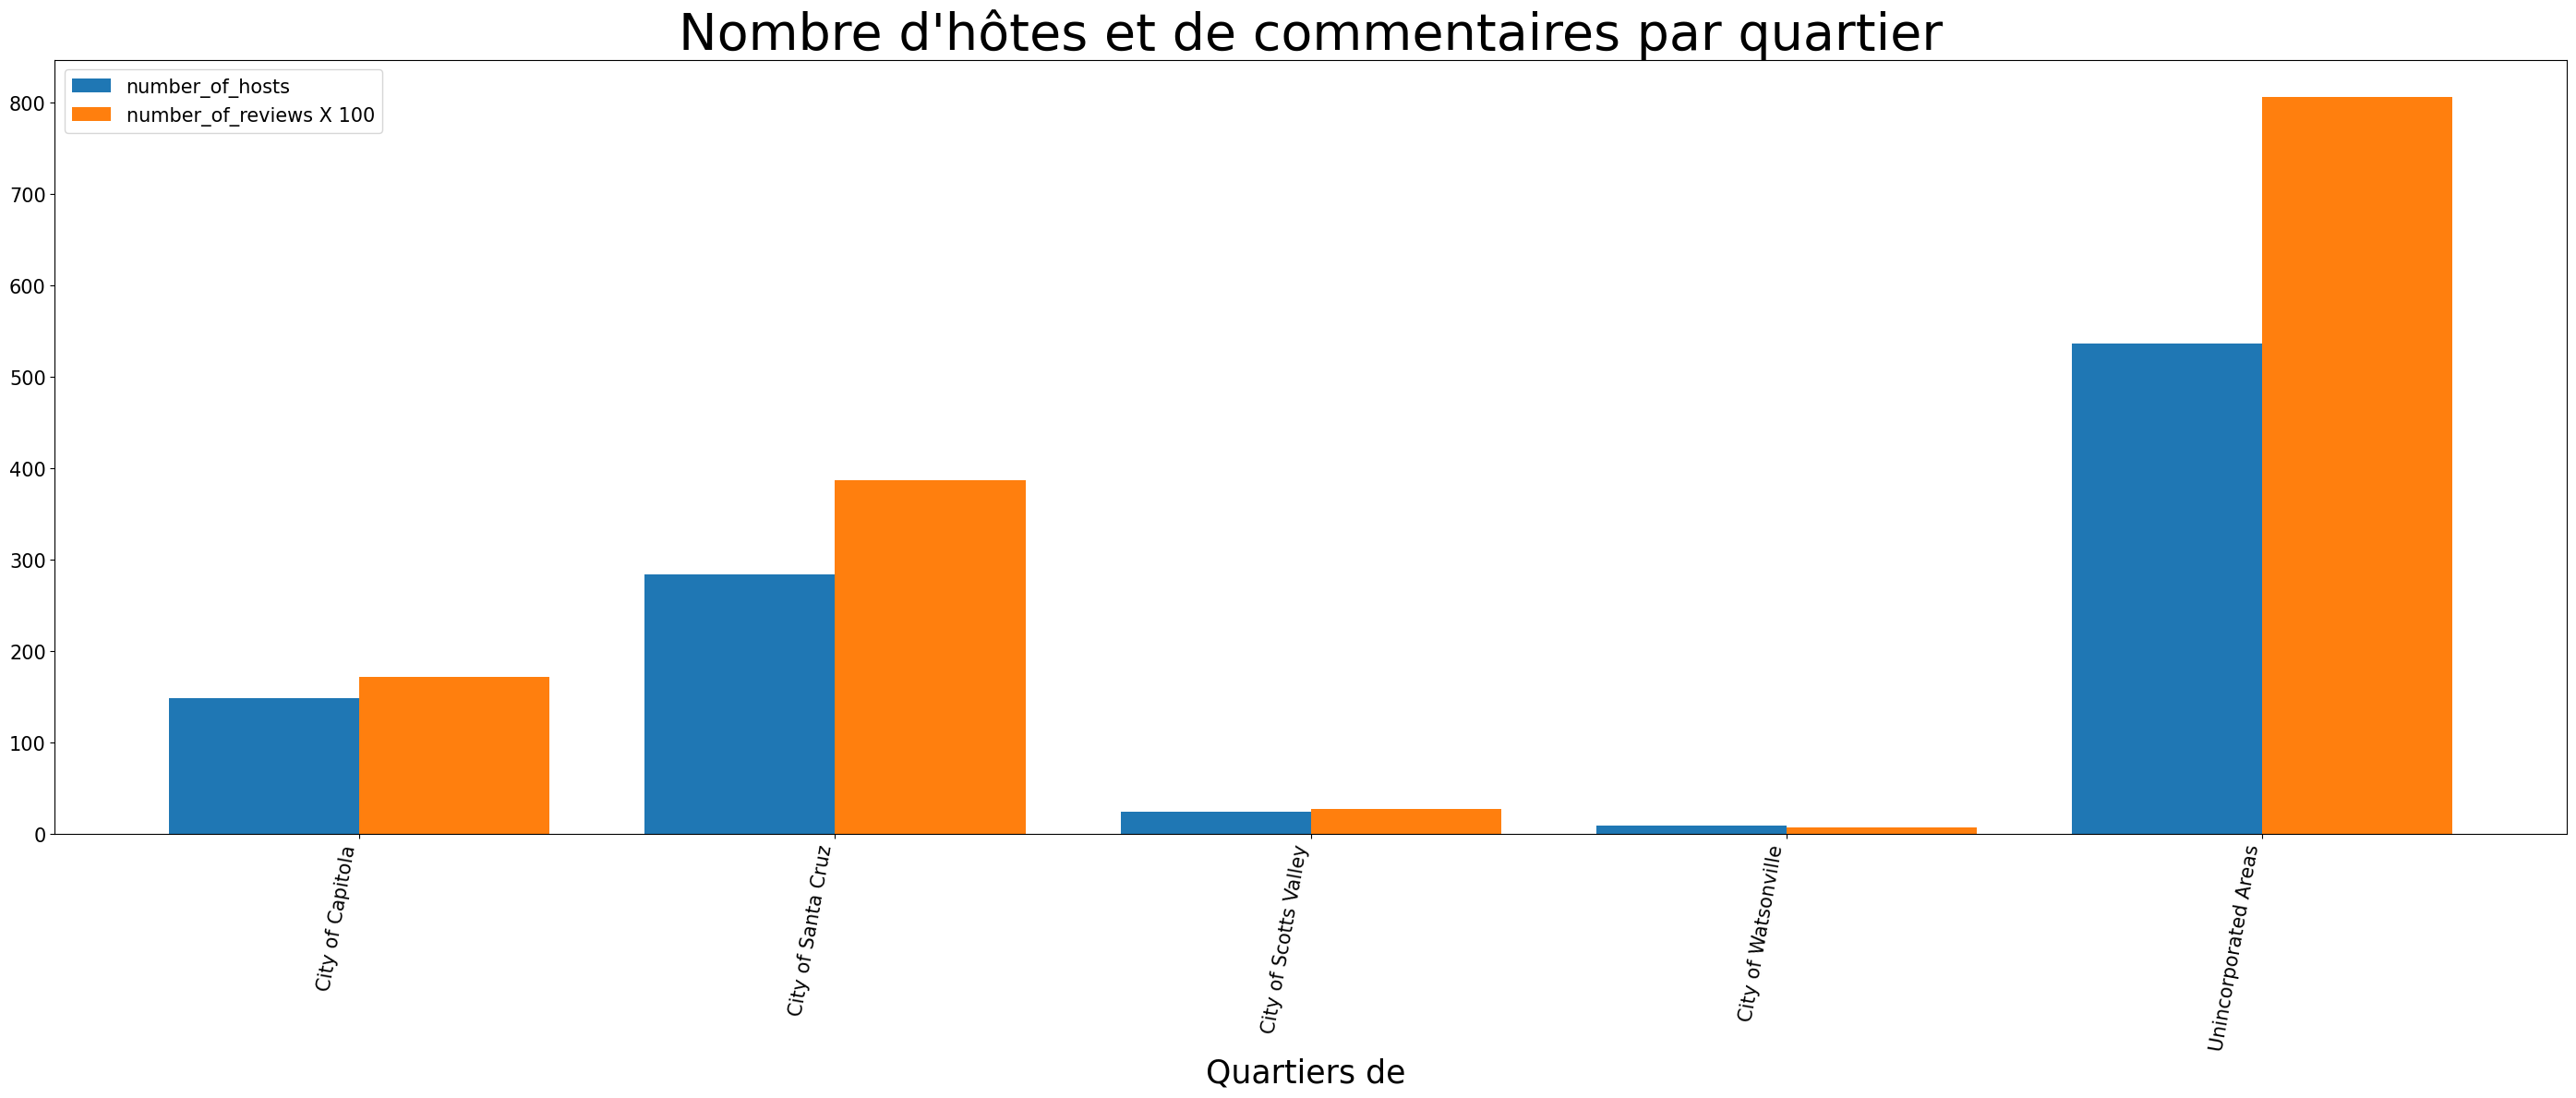 Nombre d'hôtes et de commentaires par quartier
number_of_hosts
number_of_reviews X 100
800
700
600
500
400
300
200
100
0
City of Capitola
City of Santa Cruz
City of Scotts Valley
City of Watsonville
Unincorporated Areas
Quartiers de